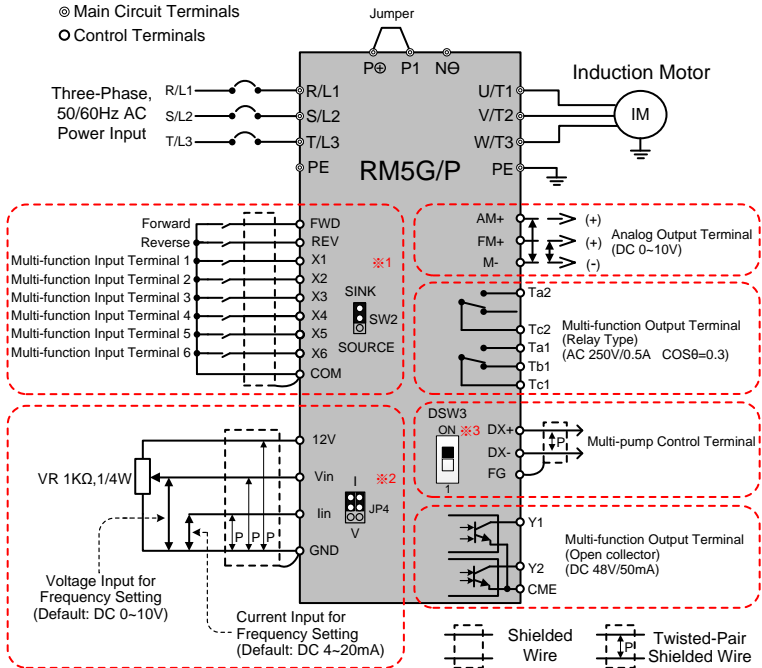 ◎ Main Circuit Terminals
O Control Terminals
Jumper
P⊕ P1 N⊖
Three-Phase,
50/60Hz AC
Power Input
R/L1
S/L2
T/L3
R/L1
S/L2
T/L3
PE
RM5G/P
U/T1
V/T2
W/T3
PE
Induction Motor
IM
Forward
Reverse
Multi-function Input Terminal 1
Multi-function Input Terminal 2
Multi-function Input Terminal 3
Multi-function Input Terminal 4
Multi-function Input Terminal 5
Multi-function Input Terminal 6
FWD
REV
X1
X2
X3
X4
X5
X6
COM
※1
SINK
SW2
SOURCE
AM+
FM+
M-
(+)
(+)
(-)
Analog Output Terminal
(DC 0~10V)
Ta2
Tc2
Ta1
Tb1
Tc1
Multi-function Output Terminal
(Relay Type)
(AC 250V/0.5A COSθ=0.3)
DSW3
ON ※3
1
DX+
DX-
FG
P
Multi-pump Control Terminal
VR 1KΩ,1/4W
12V
Vin
Iin
GND
P P P
※2
I
JP4
V
Voltage Input for
Frequency Setting
(Default: DC 0~10V)
Current Input for
Frequency Setting
(Default: DC 4~20mA)
Y1
Y2
CME
Multi-function Output Terminal
(Open collector)
(DC 48V/50mA)
Shielded
Wire
P
Twisted-Pair
Shielded Wire